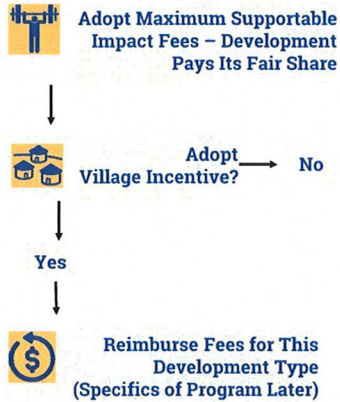 Adopt Maximum Supportable
Impact Fees – Development
Pays Its Fair Share
Adopt
Village Incentive?
No
Yes
$
Reimburse Fees for This
Development Type
(Specifics of Program Later)